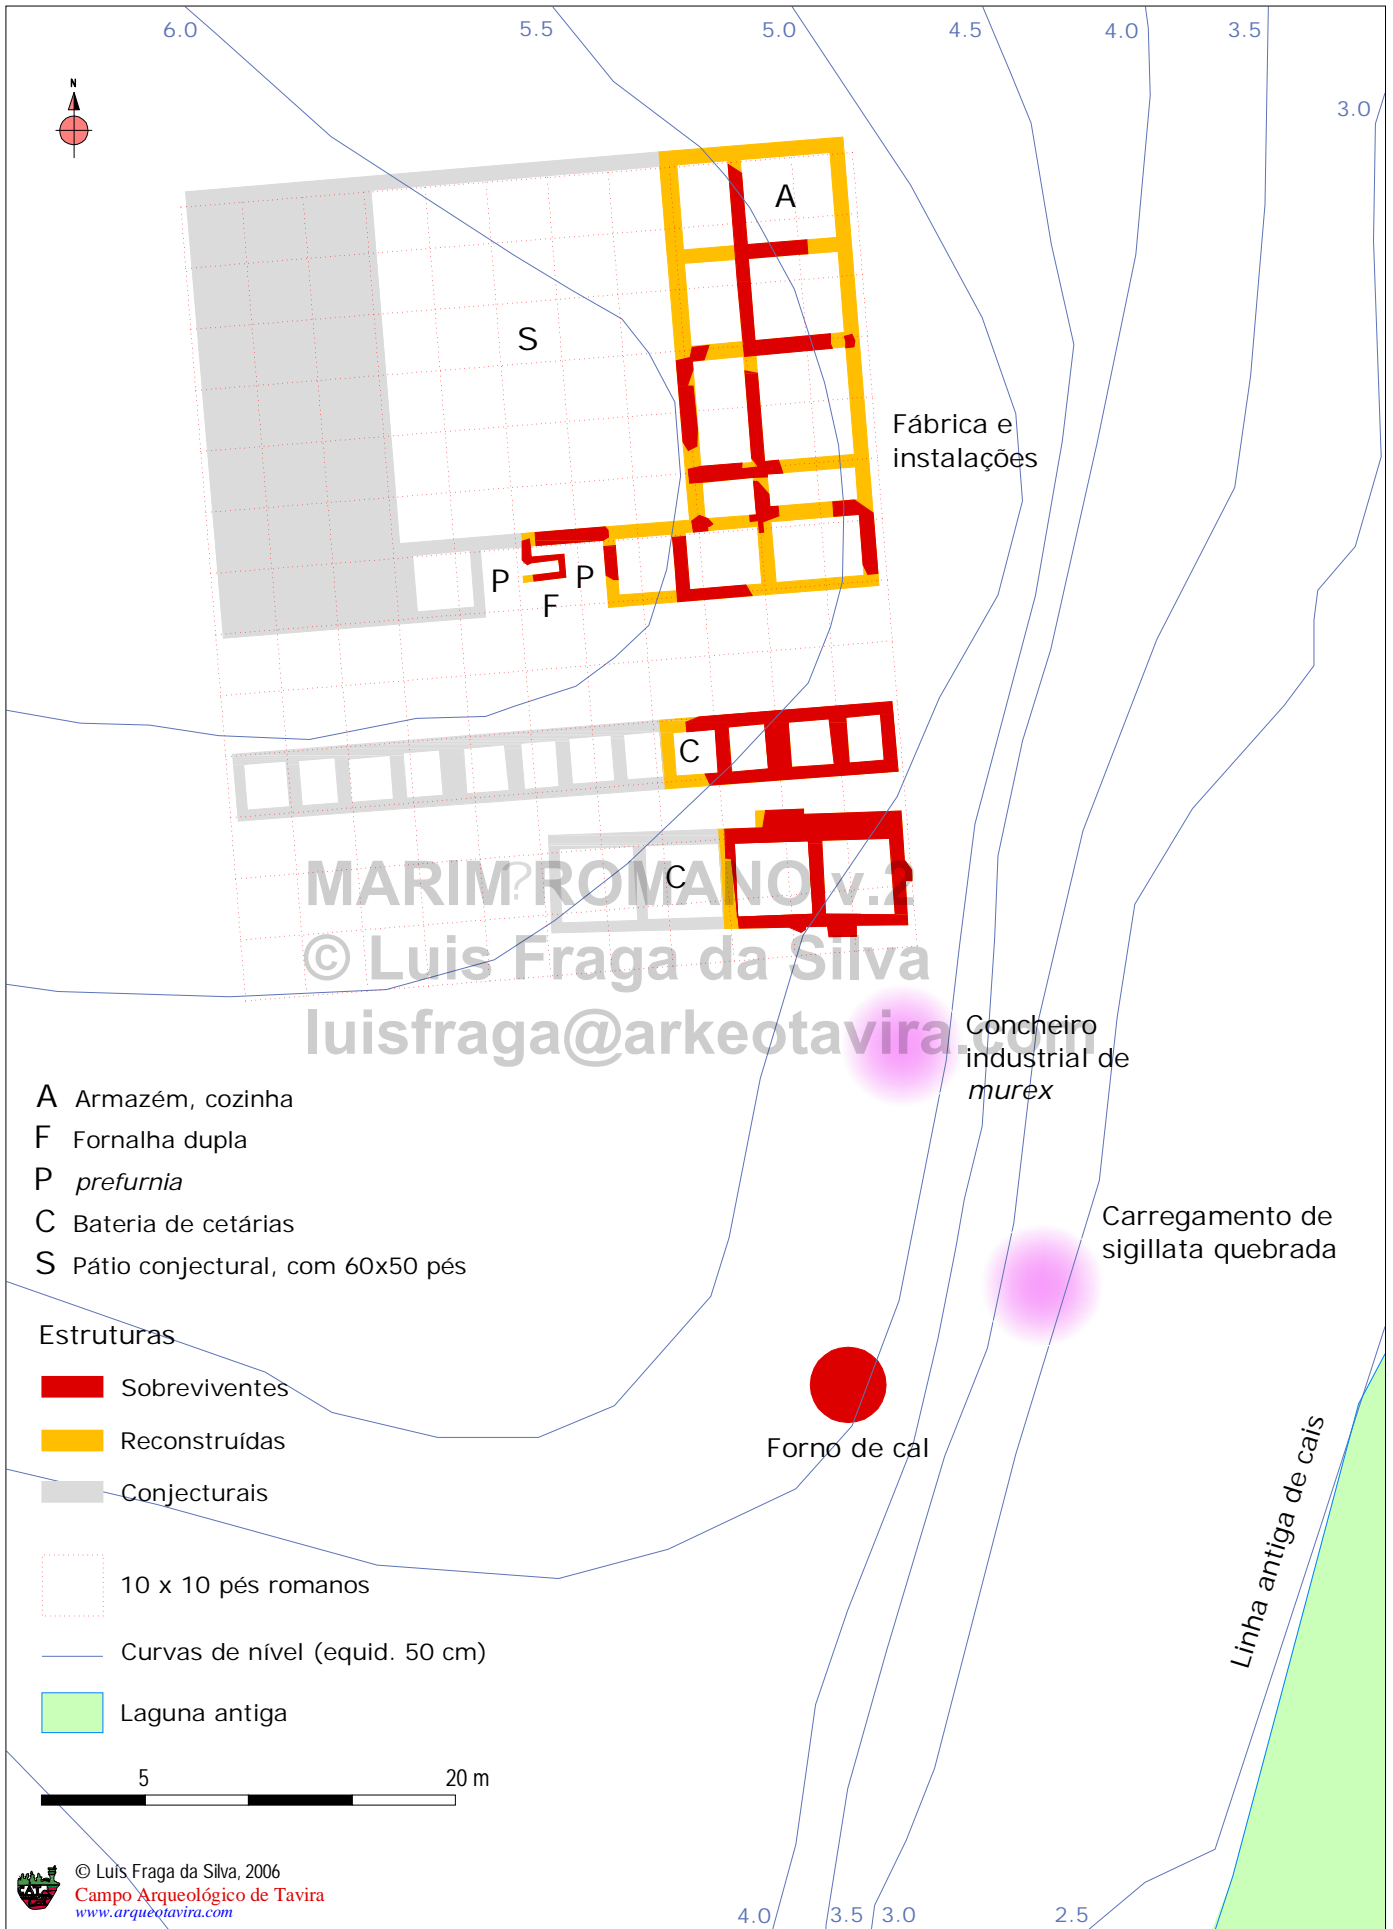 6.0 5.5 5.0 4.5 4.0 3.5
3.0
N
A
S
Fábrica e
instalações
P P
F
C
C
MARIM?ROMANO v.2
© Luis Fraga da Silva
luisfraga@arkeotavira.com
Concheiro
industrial de
murex
A Armazém, cozinha
F Fornalha dupla
P prefurnia
C Bateria de cetárias
S Pátio conjectural, com 60x50 pés
Carregamento de
sigillata quebrada
Estruturas
Sobreviventes
Reconstruídas
Conjecturais
Forno de cal
Linha antiga de cais
10 x 10 pés romanos
Curvas de nível (equid. 50 cm)
Laguna antiga
5 20 m
© Luís Fraga da Silva, 2006
Campo Arqueológico de Tavira
www.arqueotavira.com
4.0 3.5 3.0 2.5